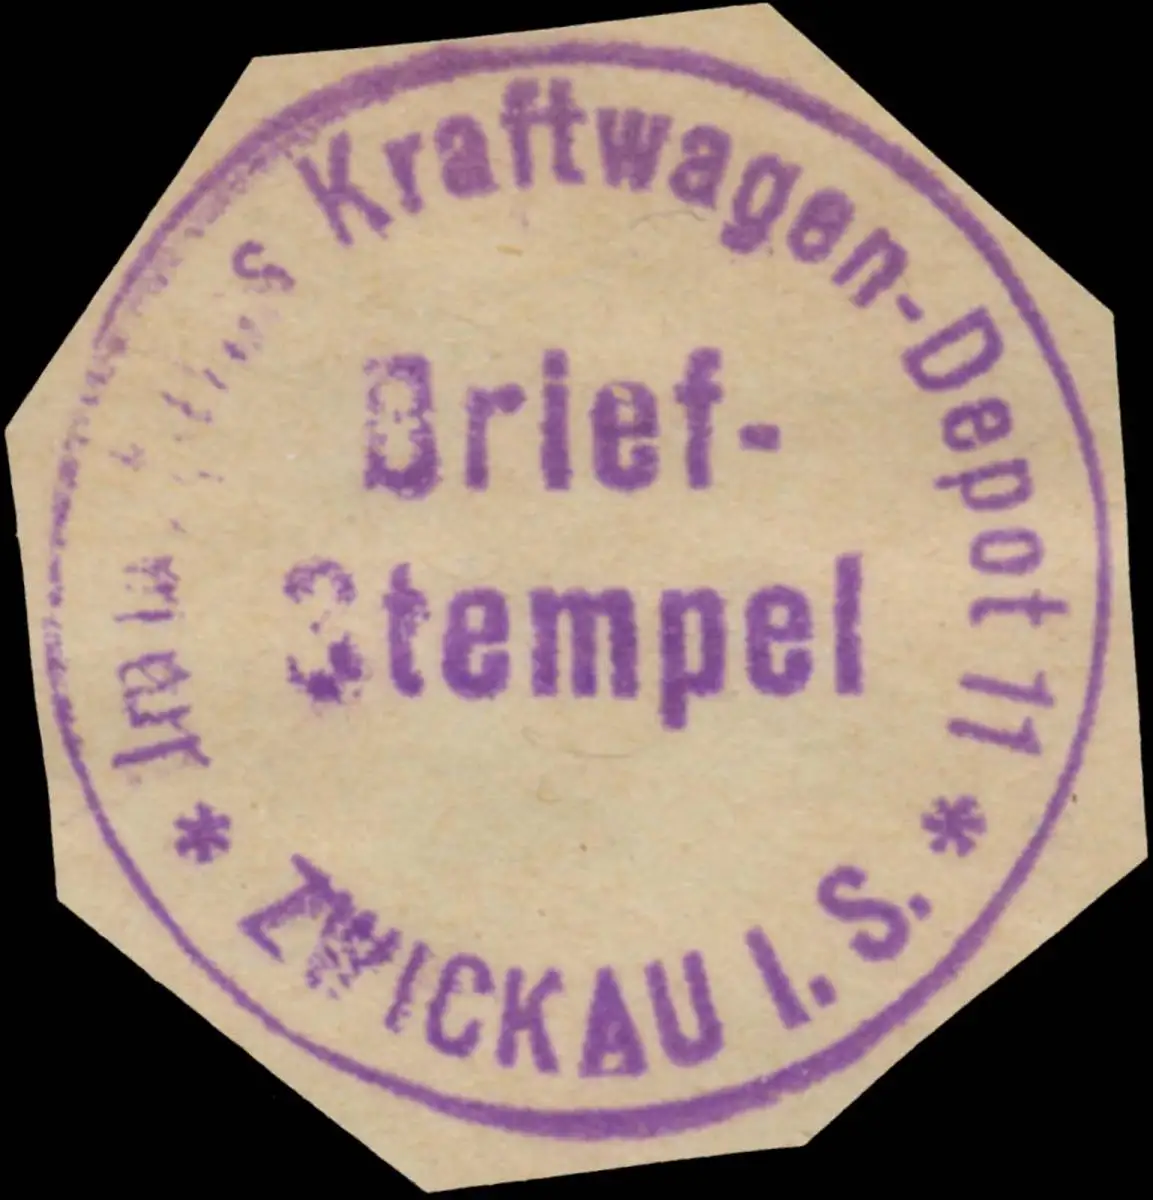 Kraftwagen-Depot 11
Brief-
Stempel
* ZWICKAU I. S. *